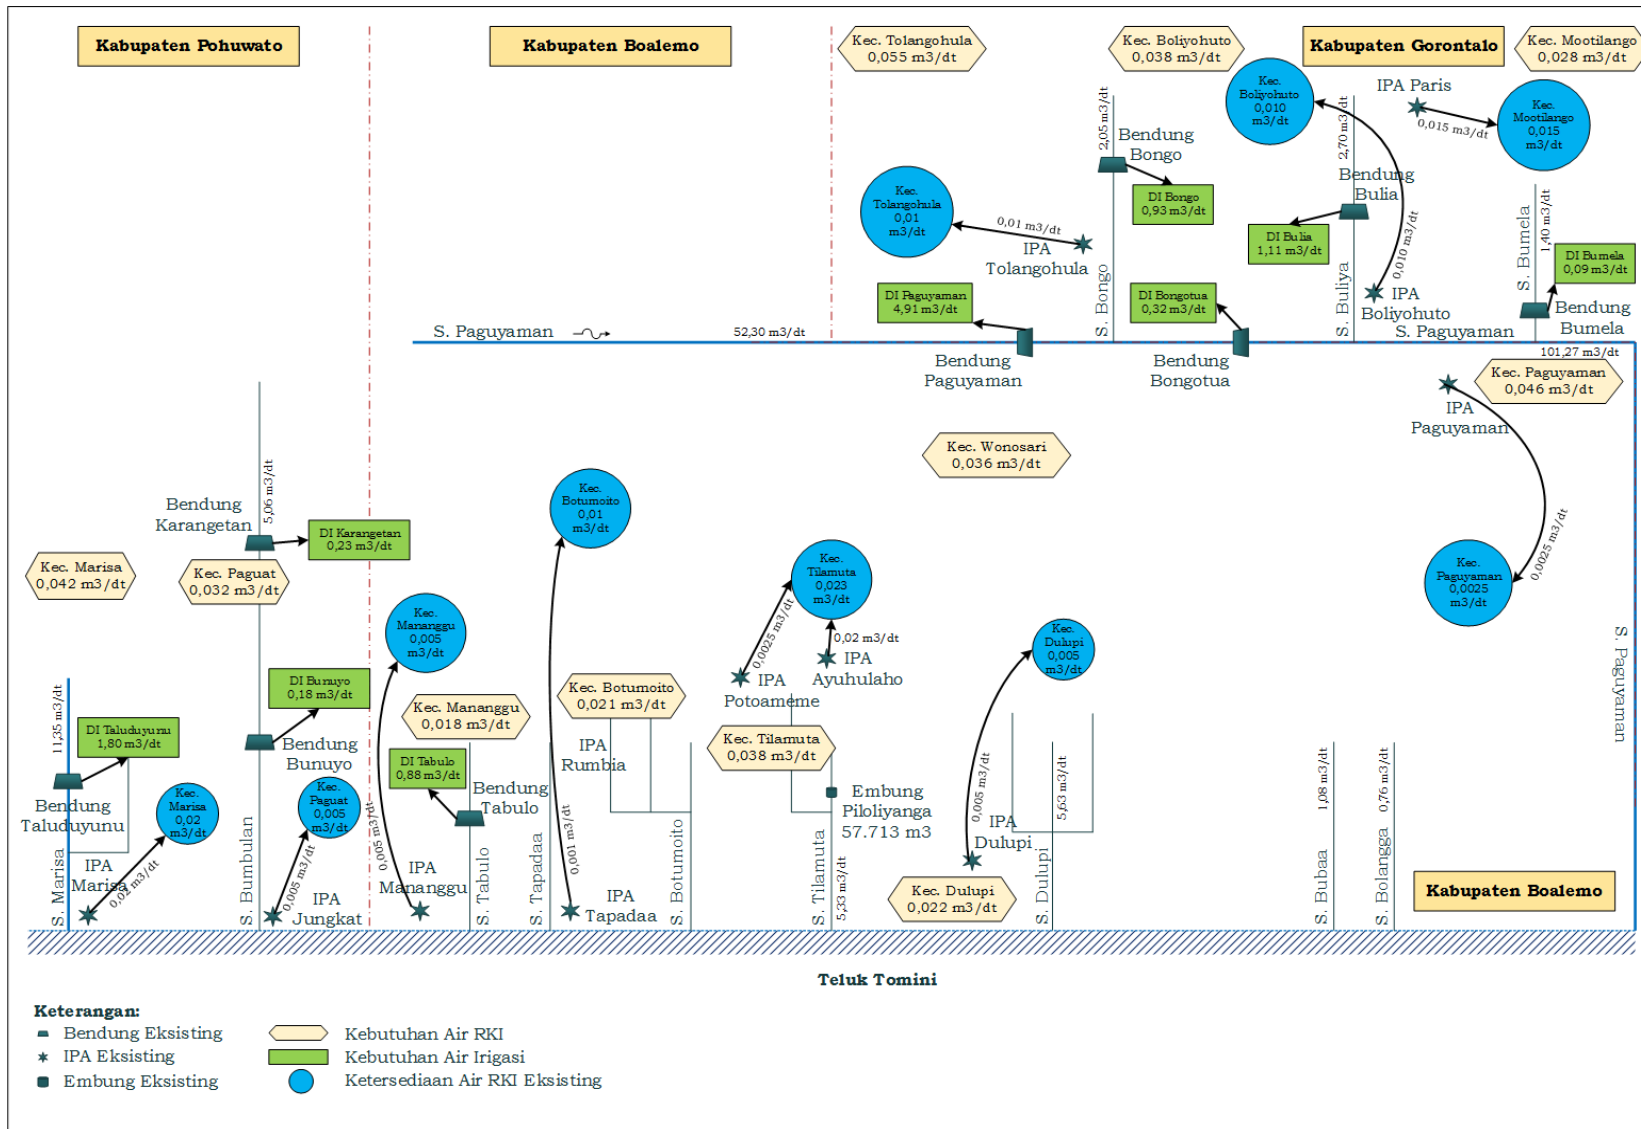 Kabupaten Pohuwato
Kabupaten Boalemo
Kec. Tolangohula
0,055 m3/dt
Kec. Boliyohuto
0,038 m3/dt
Kabupaten Gorontalo
Kec. Mootilango
0,028 m3/dt
Kec.
Boliyohuto
0,010
m3/dt
IPA Paris
0,015 m3/dt
Kec.
Mootilango
0,015
m3/dt
2,05 m3/dt
Bendung
Bongo
2,70 m3/dt
Bendung
Bulia
Kec.
Tolangohula
0,01
m3/dt
0,01 m3/dt
IPA
Tolangohula
DI Bongo
0,93 m3/dt
DI Bulia
1,11 m3/dt
0,010 m3/dt
IPA
Boliyohuto
S. Bumela
1,40 m3/dt
DI Bumela
0,09 m3/dt
Bendung
Bumela
DI Paguyaman
4,91 m3/dt
S. Bongo
DI Bongotua
0,32 m3/dt
S. Buliya
S. Paguyaman
52,30 m3/dt
S. Paguyaman
101,27 m3/dt
Bendung
Paguyaman
Bendung
Bongotua
Kec. Paguyaman
0,046 m3/dt
IPA
Paguyaman
0,0025 m3/dt
Kec.
Paguyaman
0,0025
m3/dt
S. Paguyaman
Kec. Wonosari
0,036 m3/dt
5,06 m3/dt
Bendung
Karangetan
DI Karangetan
0,23 m3/dt
Kec. Marisa
0,042 m3/dt
Kec. Paguat
0,032 m3/dt
Kec.
Botumoito
0,01
m3/dt
Kec.
Tilamuta
0,023
m3/dt
0,0025 m3/dt
0,02 m3/dt
IPA
Potoameme
IPA
Ayuhulaho
Kec.
Mananggu
0,005
m3/dt
Kec.
Dulupi
0,005
m3/dt
11,35 m3/dt
DI Taluduyunu
1,80 m3/dt
DI Bunuyo
0,18 m3/dt
Bendung
Bunuyo
Kec. Mananggu
0,018 m3/dt
Kec. Botumoito
0,021 m3/dt
IPA
Rumbia
Kec. Tilamuta
0,038 m3/dt
DI Tabulo
0,88 m3/dt
Bendung
Tabulo
Bendung
Taluduyunu
Kec.
Marisa
0,02
m3/dt
Kec.
Paguat
0,005
m3/dt
Embung
Piloliyanga
57.713 m3
0,005 m3/dt
IPA
Dulupi
5,63 m3/dt
1,08 m3/dt
0,76 m3/dt
S. Marisa
IPA
Marisa
0,02 m3/dt
S. Bumbulan
0,005 m3/dt
IPA
Jungkat
0,005 m3/dt
IPA
Mananggu
S. Tabulo
S. Tapadaa
0,001 m3/dt
IPA
Tapadaa
S. Botumoito
S. Tilamuta
5,33 m3/dt
Kec. Dulupi
0,022 m3/dt
S. Dulupi
S. Bubaa
S. Bolangga
Kabupaten Boalemo
Teluk Tomini
Keterangan:
Bendung Eksisting
IPA Eksisting
Embung Eksisting
Kebutuhan Air RKI
Kebutuhan Air Irigasi
Ketersediaan Air RKI Eksisting